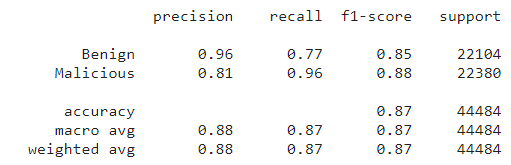 precision recall f1-score support
Benign 0.96 0.77 0.85 22104
Malicious 0.81 0.96 0.88 22380
accuracy 0.87 44484
macro avg 0.88 0.87 0.87 44484
weighted avg 0.88 0.87 0.87 44484